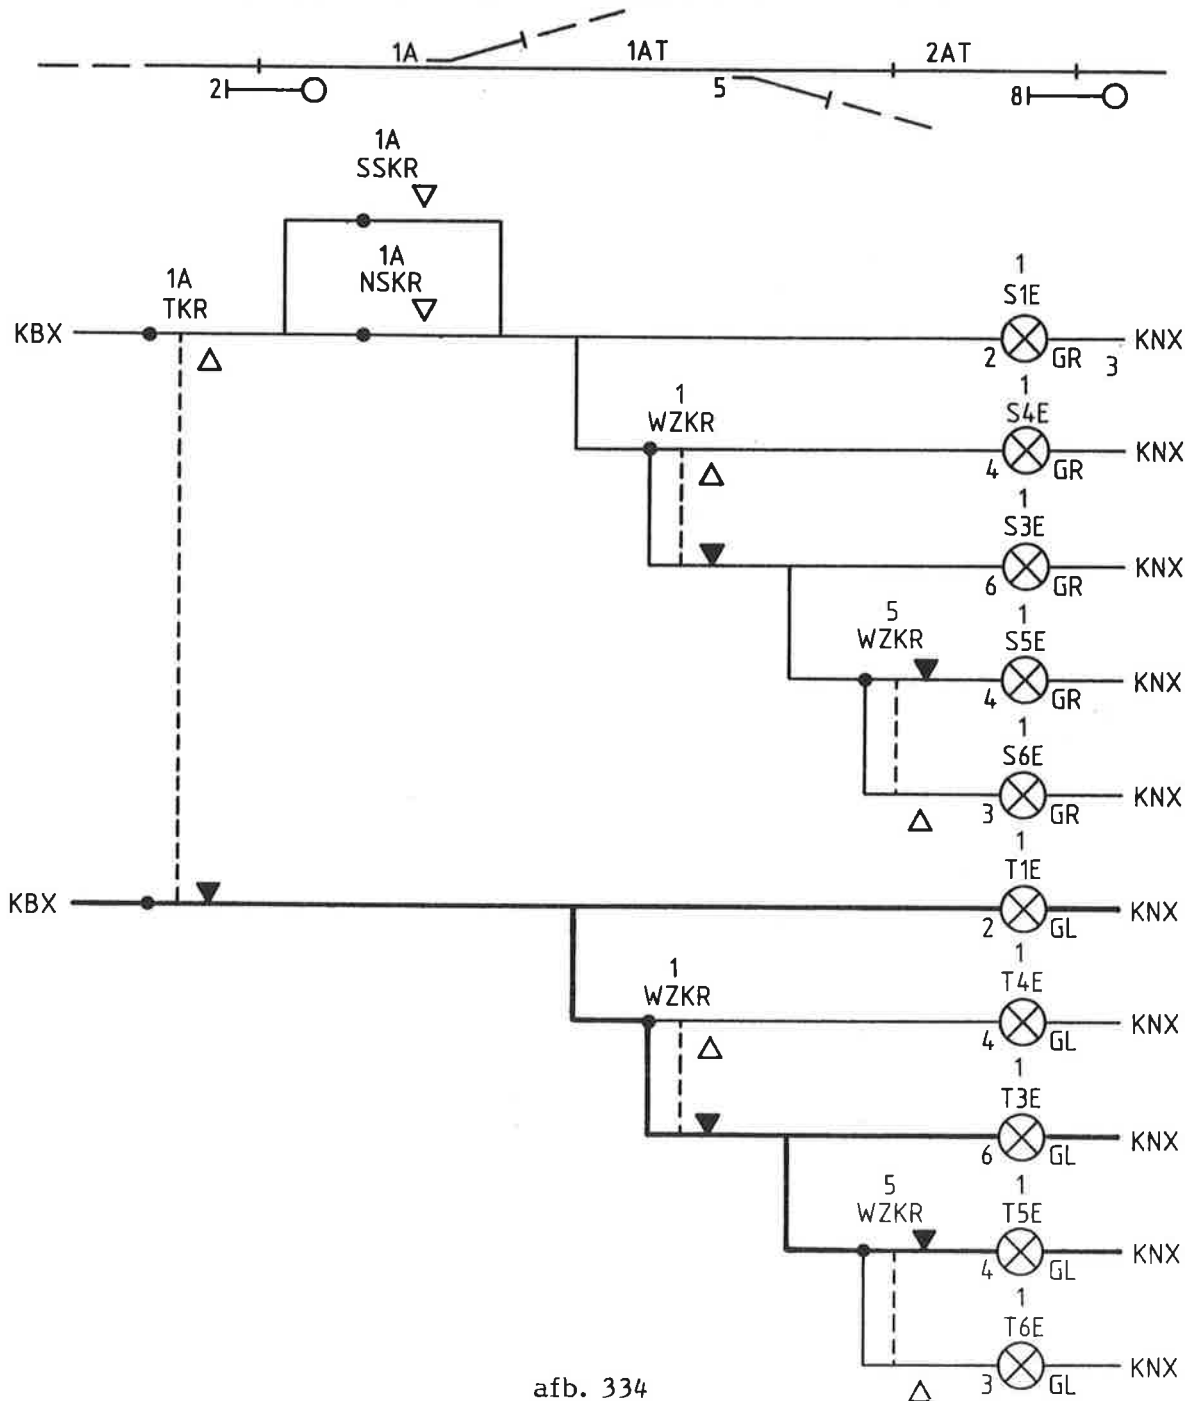 1A 1AT 2AT
2 5 8
1A
SSKR
1A
NSKR
1A
TKR
1
S1E
KBX 2 GR 3 KNX
1
S4E
1
WZKR
4 GR KNX
1
S3E
6 GR KNX
1
S5E
5
WZKR
4 GR KNX
1
S6E
3 GR KNX
1
T1E
KBX 2 GL KNX
1
T4E
1
WZKR
4 GL KNX
1
T3E
6 GL KNX
1
T5E
5
WZKR
4 GL KNX
1
T6E
3 GL KNX
afb. 334